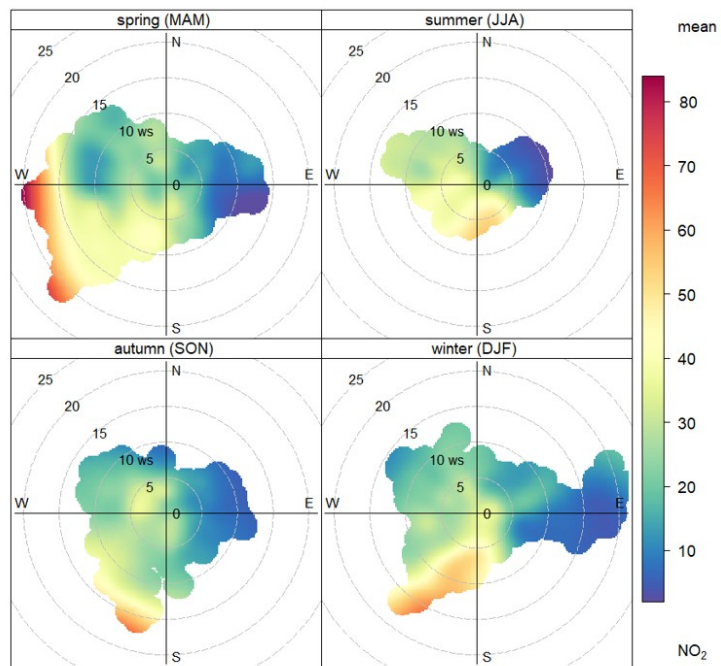 spring (MAM)
summer (JJA)
mean
25
20
15
10 ws
5
0
N
W
E
S
25
20
15
10 ws
5
0
N
W
E
S
80
70
60
50
40
30
20
10
autumn (SON)
winter (DJF)
25
20
15
10 ws
5
0
N
W
E
S
25
20
15
10 ws
5
0
N
W
E
S
NO₂